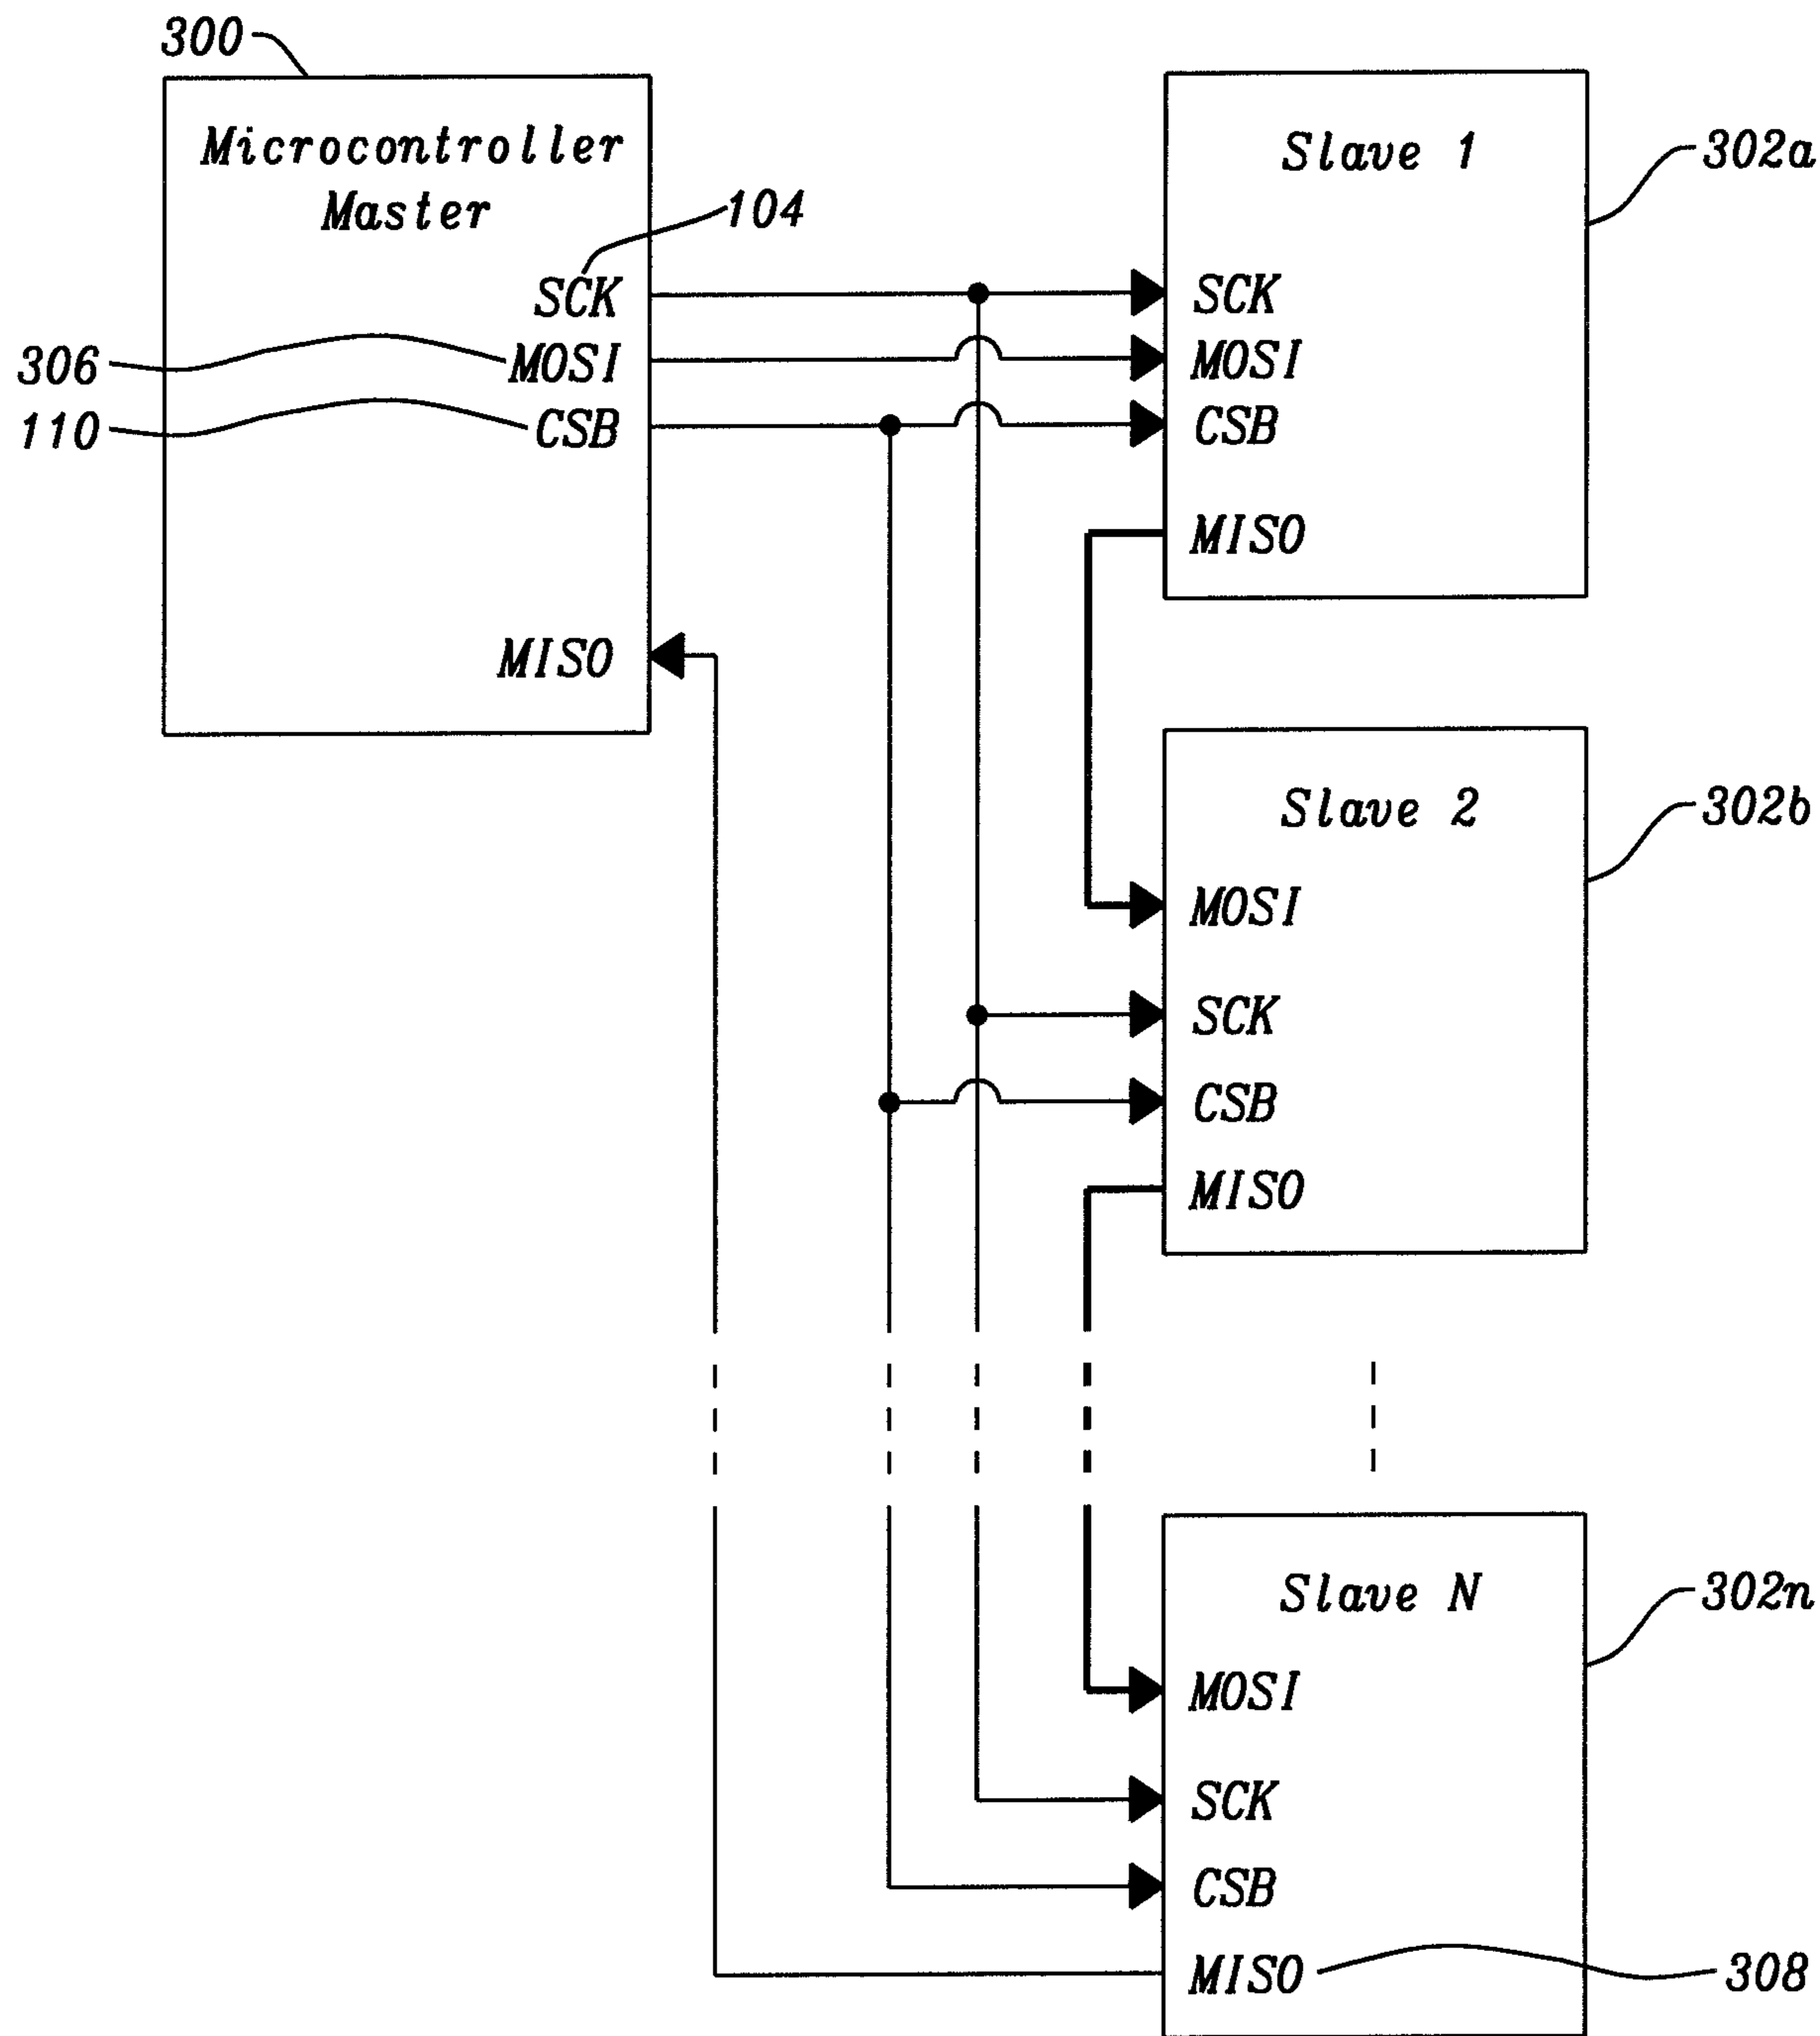 300
Microcontroller
Master
104
SCK
306
MOSI
110
CSB
MISO
Slave 1
302a
SCK
MOSI
CSB
MISO
Slave 2
302b
MOSI
SCK
CSB
MISO
Slave N
302n
MOSI
SCK
CSB
MISO
308